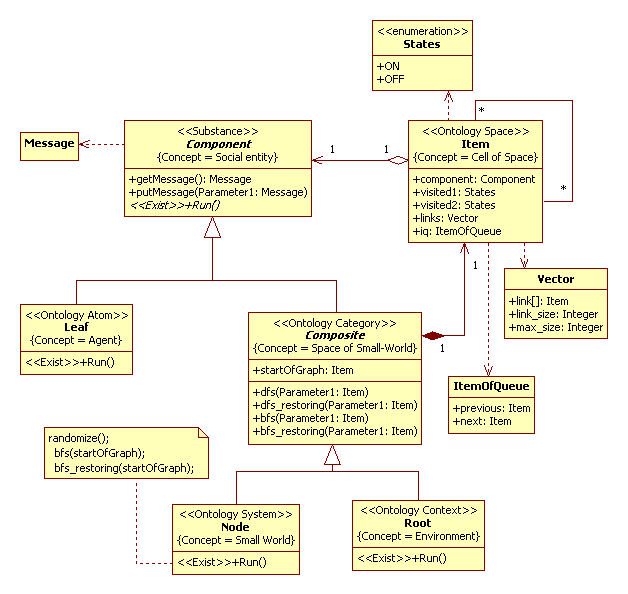 <<enumeration>>
States
+ON
+OFF
Message
<<Substance>>
Component
{Concept = Social entity}
+getMessage(): Message
+putMessage(Parameter1: Message)
<<Exist>>+Run()
1
1
<<Ontology Space>>
Item
{Concept = Cell of Space}
+component: Component
+visited1: States
+visited2: States
+links: Vector
+iq: ItemOfQueue
*
*
1
1
Vector
+link[]: Item
+link_size: Integer
+max_size: Integer
<<Ontology Atom>>
Leaf
{Concept = Agent}
<<Exist>>+Run()
<<Ontology Category>>
Composite
{Concept = Space of Small-World}
+startOfGraph: Item
+dfs(Parameter1: Item)
+dfs_restoring(Parameter1: Item)
+bfs(Parameter1: Item)
+bfs_restoring(Parameter1: Item)
ItemOfQueue
+previous: Item
+next: Item
randomize();
bfs(startOfGraph);
bfs_restoring(startOfGraph);
<<Ontology System>>
Node
{Concept = Small World}
<<Exist>>+Run()
<<Ontology Context>>
Root
{Concept = Environment}
<<Exist>>+Run()